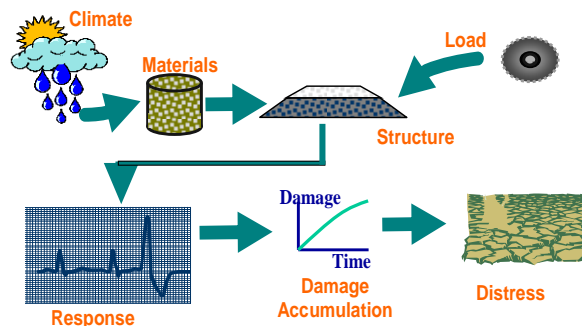 Climate
Materials
Load
Structure
Response
Damage
Time
Damage
Accumulation
Distress